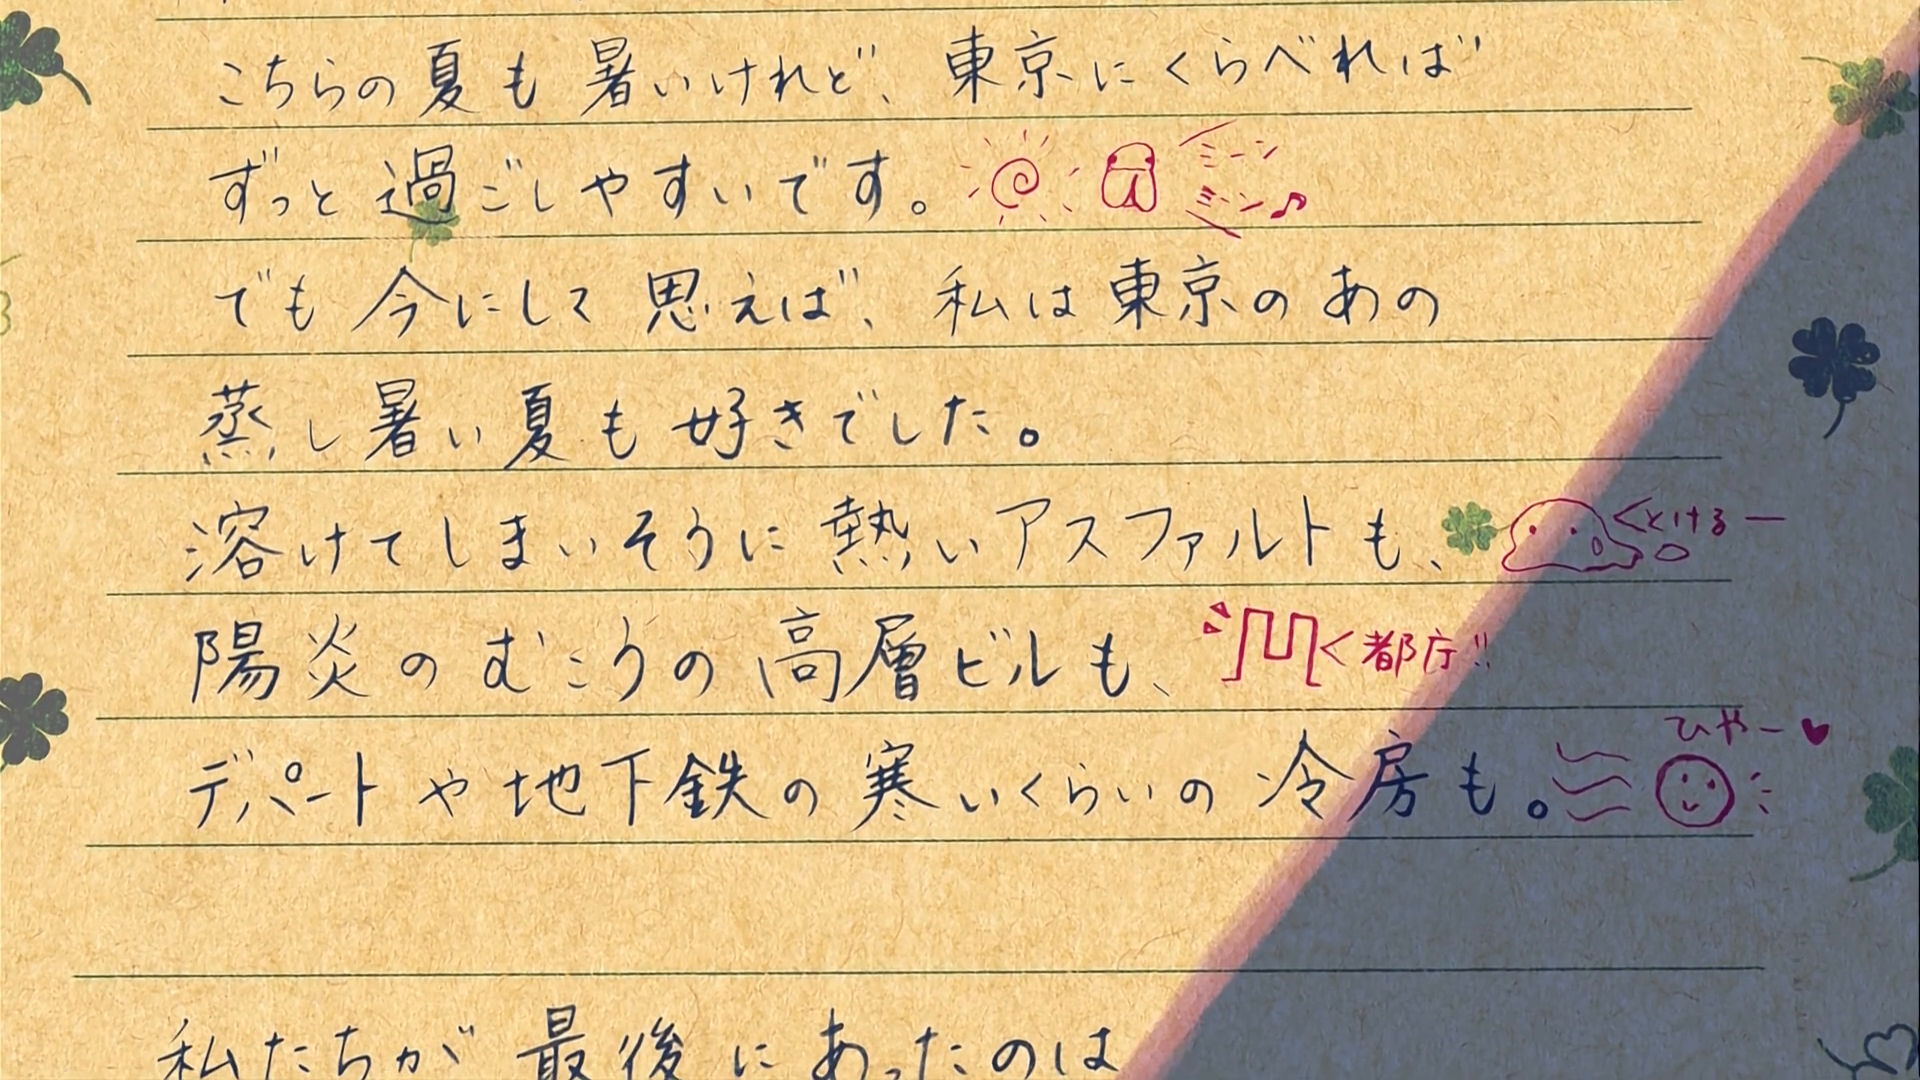 こちらの夏も暑いけれど、東京にくらべれば
ずっと過ごしやすいです。 ミーン ミーン♪
でも今にして思えば、私は東京のあの
蒸し暑い夏も好きでした。
溶けてしまいそうに熱いアスファルトも、 <とける〜
陽炎のむこうの高層ビルも、 <都庁!!
ひやー♥
デパートや地下鉄の寒いくらいの冷房も。
私たちが最後にあったのは